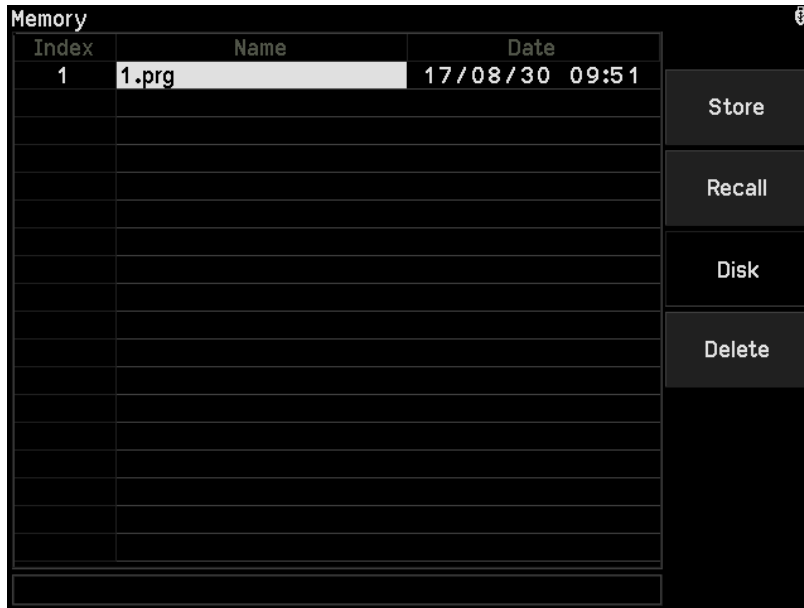 Memory
Index Name Date
1 1.prg 17/08/30 09:51
Store
Recall
Disk
Delete